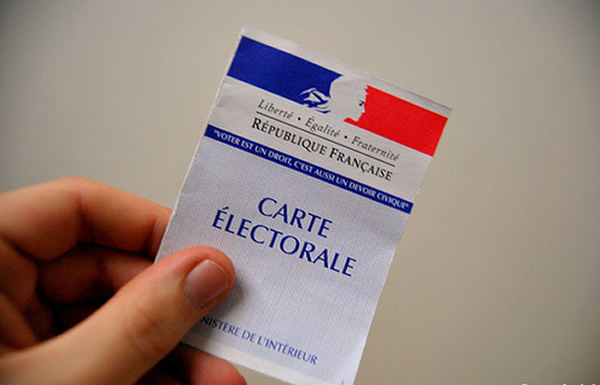 Liberté • Égalité • Fraternité
RÉPUBLIQUE FRANÇAISE
"VOTER EST UN DROIT, C'EST AUSSI UN DEVOIR CIVIQUE"
CARTE
ÉLECTORALE
NISTÈRE DE L'INTÉRIEUR